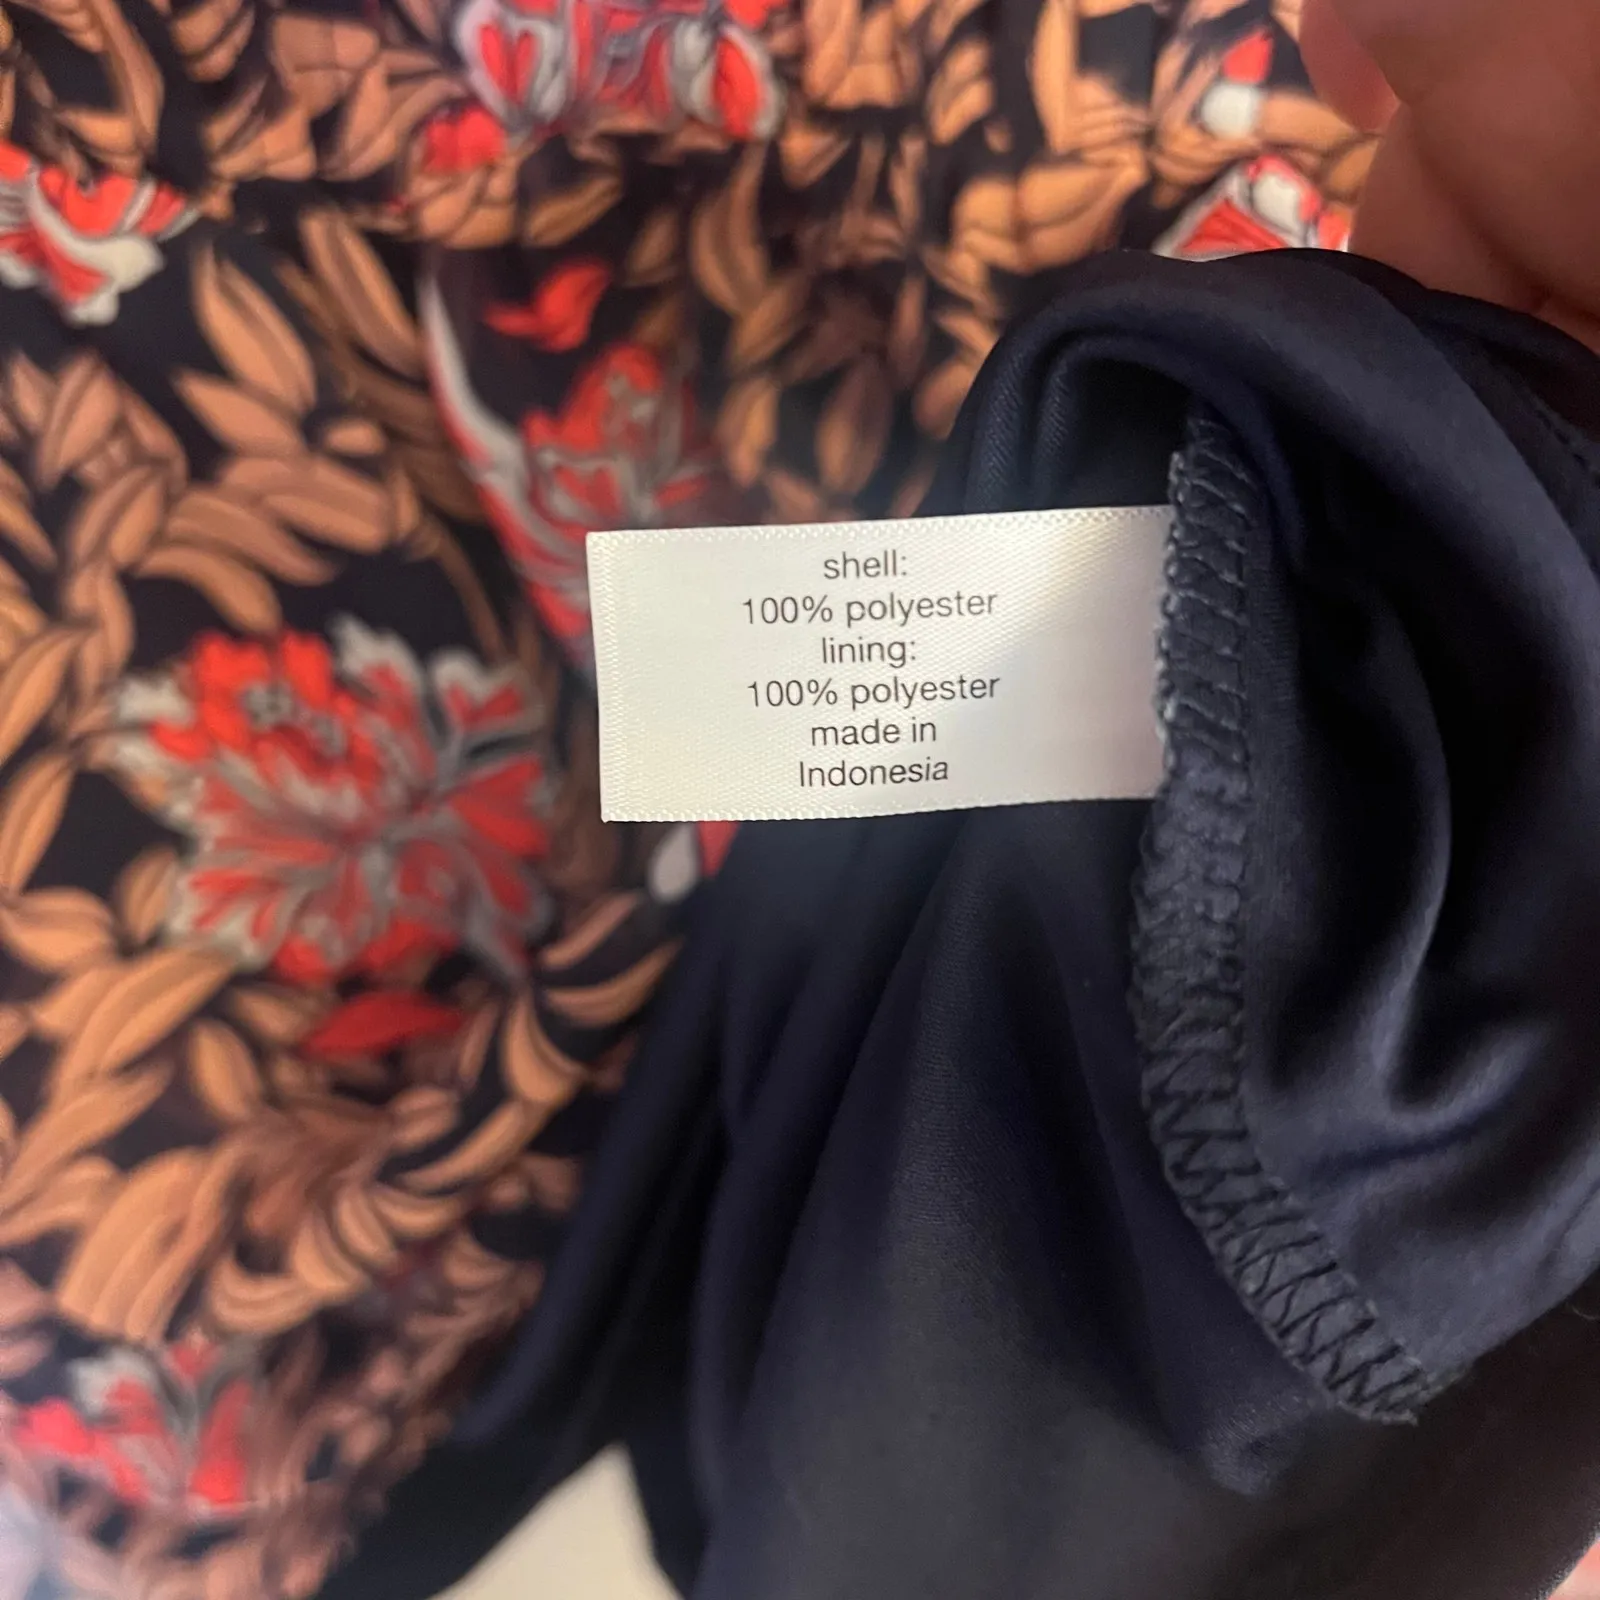 shell:
100% polyester
lining:
100% polyester
made in
Indonesia